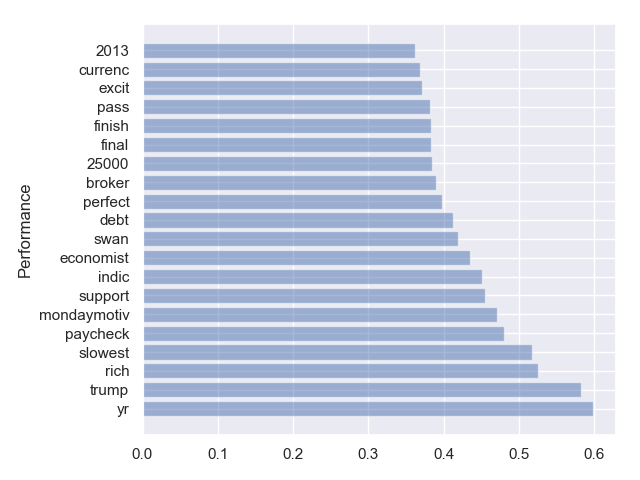 2013
currenc
excit
pass
finish
final
25000
broker
perfect
debt
swan
economist
indic
support
mondaymotiv
paycheck
slowest
rich
trump
yr
Performance
0.0 0.1 0.2 0.3 0.4 0.5 0.6